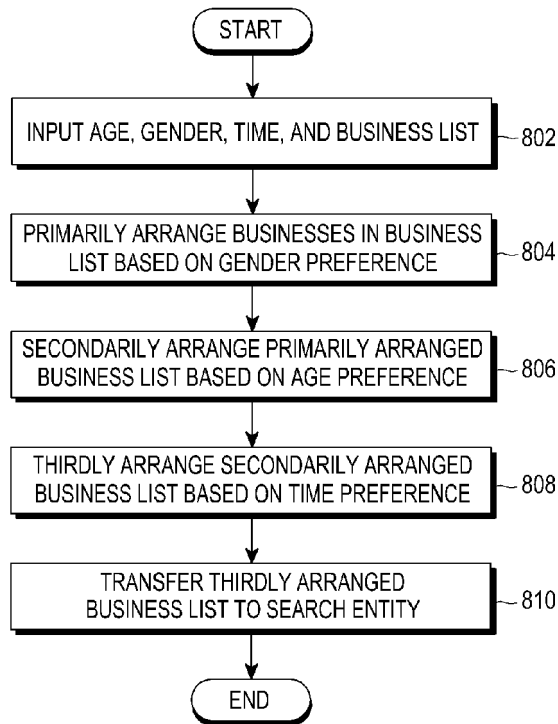 START
INPUT AGE, GENDER, TIME, AND BUSINESS LIST
802
PRIMARILY ARRANGE BUSINESSES IN BUSINESS
LIST BASED ON GENDER PREFERENCE
804
SECONDARILY ARRANGE PRIMARILY ARRANGED
BUSINESS LIST BASED ON AGE PREFERENCE
806
THIRDLY ARRANGE SECONDARILY ARRANGED
BUSINESS LIST BASED ON TIME PREFERENCE
808
TRANSFER THIRDLY ARRANGED
BUSINESS LIST TO SEARCH ENTITY
810
END